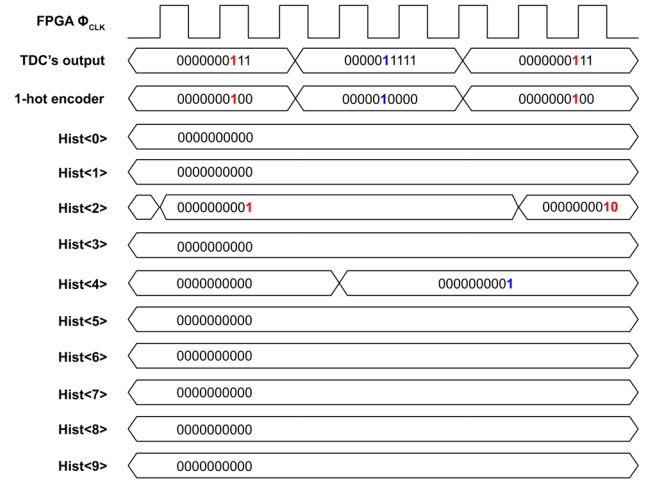 FPGA ΦCLK
TDC's output 0000000111 0000011111 0000000111
1-hot encoder 0000000100 0000010000 0000000100
Hist<0> 0000000000
Hist<1> 0000000000
Hist<2> 0000000001 0000000010
Hist<3> 0000000000
Hist<4> 0000000000 0000000001
Hist<5> 0000000000
Hist<6> 0000000000
Hist<7> 0000000000
Hist<8> 0000000000
Hist<9> 0000000000